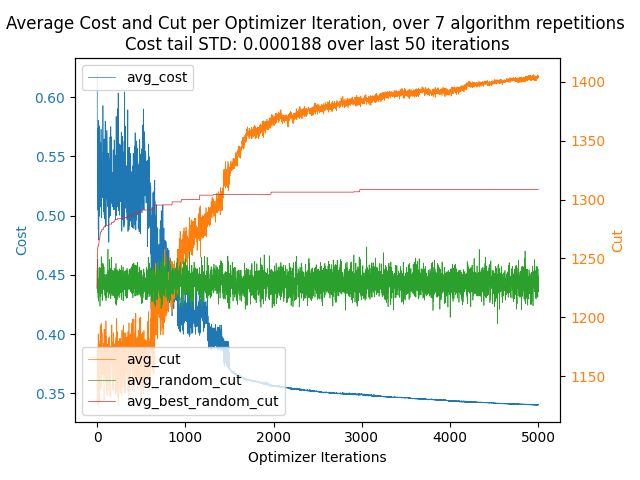 Average Cost and Cut per Optimizer Iteration, over 7 algorithm repetitions
Cost tail STD: 0.000188 over last 50 iterations
avg_cost
0.60
0.55
0.50
0.45
0.40
0.35
Cost
1400
1350
1300
1250
1200
1150
Cut
avg_cut
avg_random_cut
avg_best_random_cut
0
1000
2000
3000
4000
5000
Optimizer Iterations